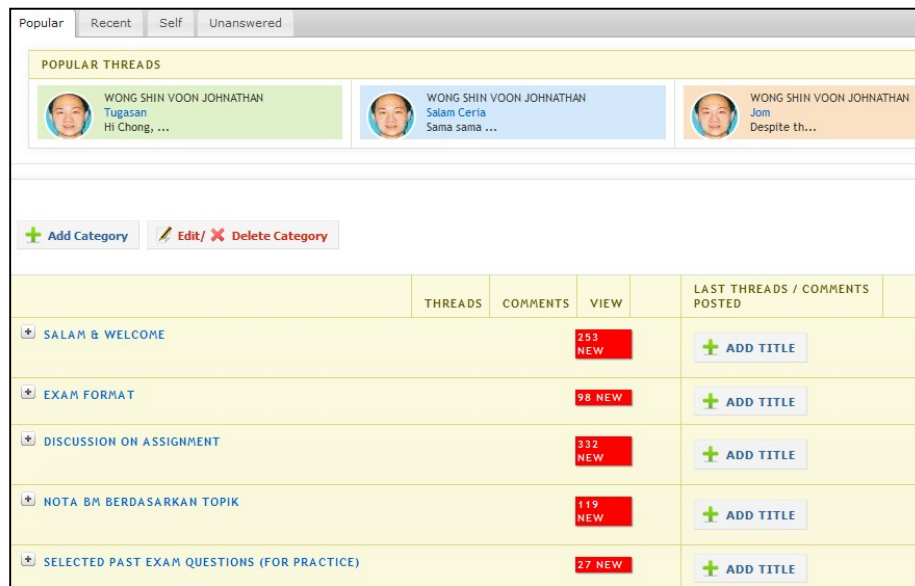 Popular Recent Self Unanswered
POPULAR THREADS
WONG SHIN VOON JOHNATHAN
Tugasan
Hi Chong, ...
WONG SHIN VOON JOHNATHAN
Salam Ceria
Sama sama ...
WONG SHIN VOON JOHNATHAN
Jom
Despite th...
Add Category Edit/ Delete Category
THREADS COMMENTS VIEW LAST THREADS / COMMENTS
POSTED
SALAM & WELCOME 253
NEW ADD TITLE
EXAM FORMAT 98 NEW ADD TITLE
DISCUSSION ON ASSIGNMENT 332
NEW ADD TITLE
NOTA BM BERDASARKAN TOPIK 119
NEW ADD TITLE
SELECTED PAST EXAM QUESTIONS (FOR PRACTICE) 27 NEW ADD TITLE